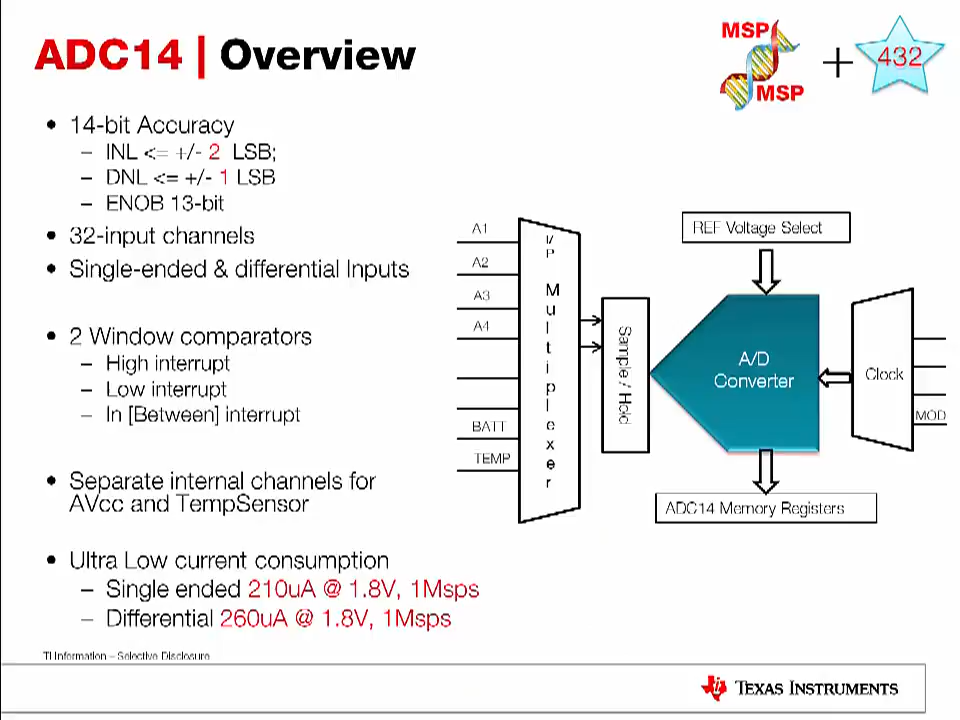 ADC14 | Overview
MSP
MSP
+
432
• 14-bit Accuracy
– INL <= +/- 2 LSB;
– DNL <= +/- 1 LSB
– ENOB 13-bit
• 32-input channels
• Single-ended & differential Inputs
• 2 Window comparators
– High interrupt
– Low interrupt
– In [Between] interrupt
• Separate internal channels for
AVcc and TempSensor
• Ultra Low current consumption
– Single ended 210uA @ 1.8V, 1Msps
– Differential 260uA @ 1.8V, 1Msps
A1
A2
A3
A4
BATT
TEMP
I/P Multiplexer
Sample / Hold
REF Voltage Select
A/D
Converter
Clock
MOD
ADC14 Memory Registers
TI Information – Selective Disclosure
TEXAS INSTRUMENTS